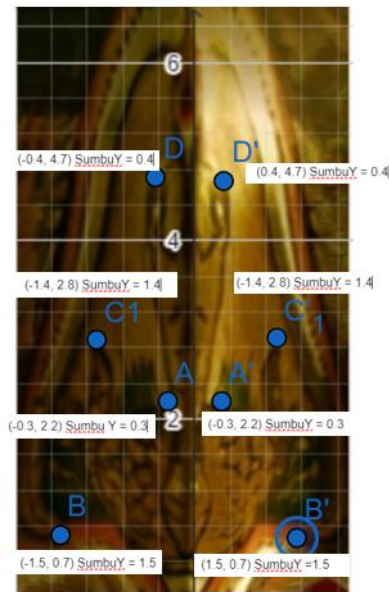 6
D
D'
(-0.4, 4.7) SumbuY = 0.4
(0.4, 4.7) SumbuY = 0.4
4
(-1.4, 2.8) SumbuY = 1.4
(-1.4, 2.8) SumbuY = 1.4
C1
C'1
A
A'
2
(-0.3, 2.2) Sumbu Y = 0.3
(-0.3, 2.2) SumbuY = 0.3
B
B'
(-1.5, 0.7) SumbuY = 1.5
(1.5, 0.7) SumbuY =1.5